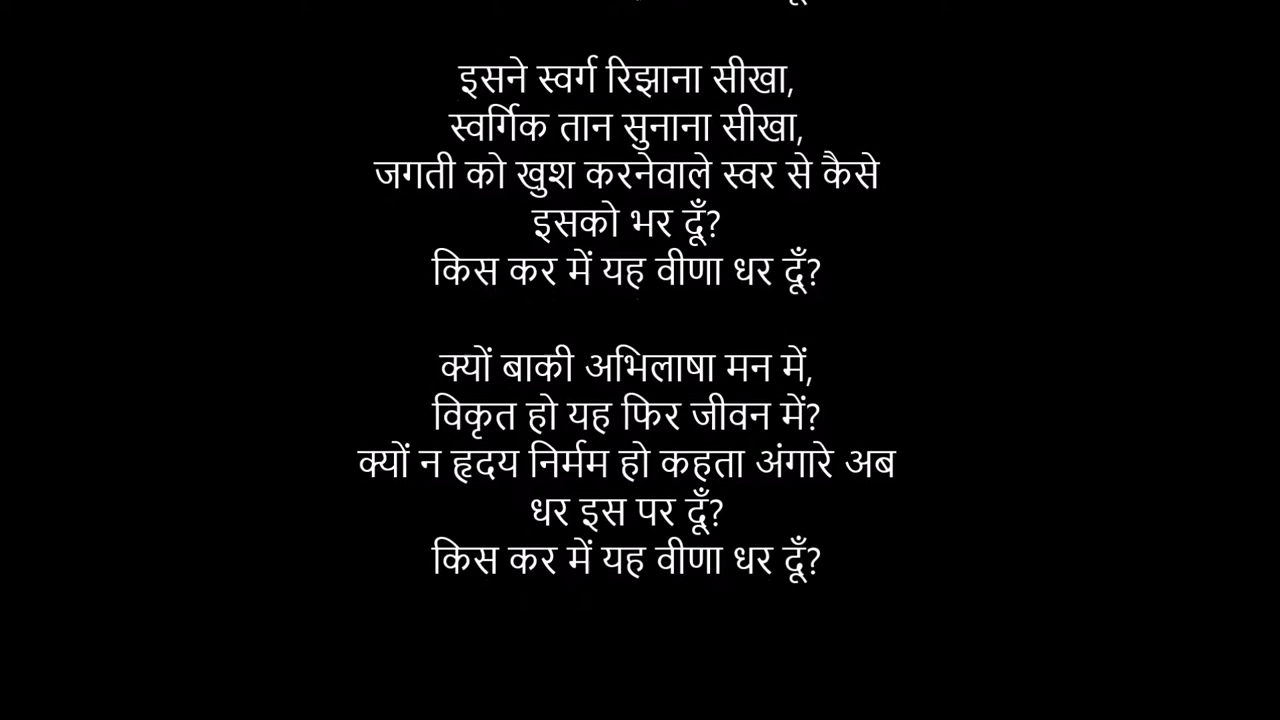 इसने स्वर्ग रिझाना सीखा,
स्वर्गिक तान सुनाना सीखा,
जगती को खुश करनेवाले स्वर से कैसे
इसको भर दूँ?
किस कर में यह वीणा धर दूँ?
क्यों बाकी अभिलाषा मन में,
विकृत हो यह फिर जीवन में?
क्यों न हृदय निर्मम हो कहता अंगारे अब
धर इस पर दूँ?
किस कर में यह वीणा धर दूँ?